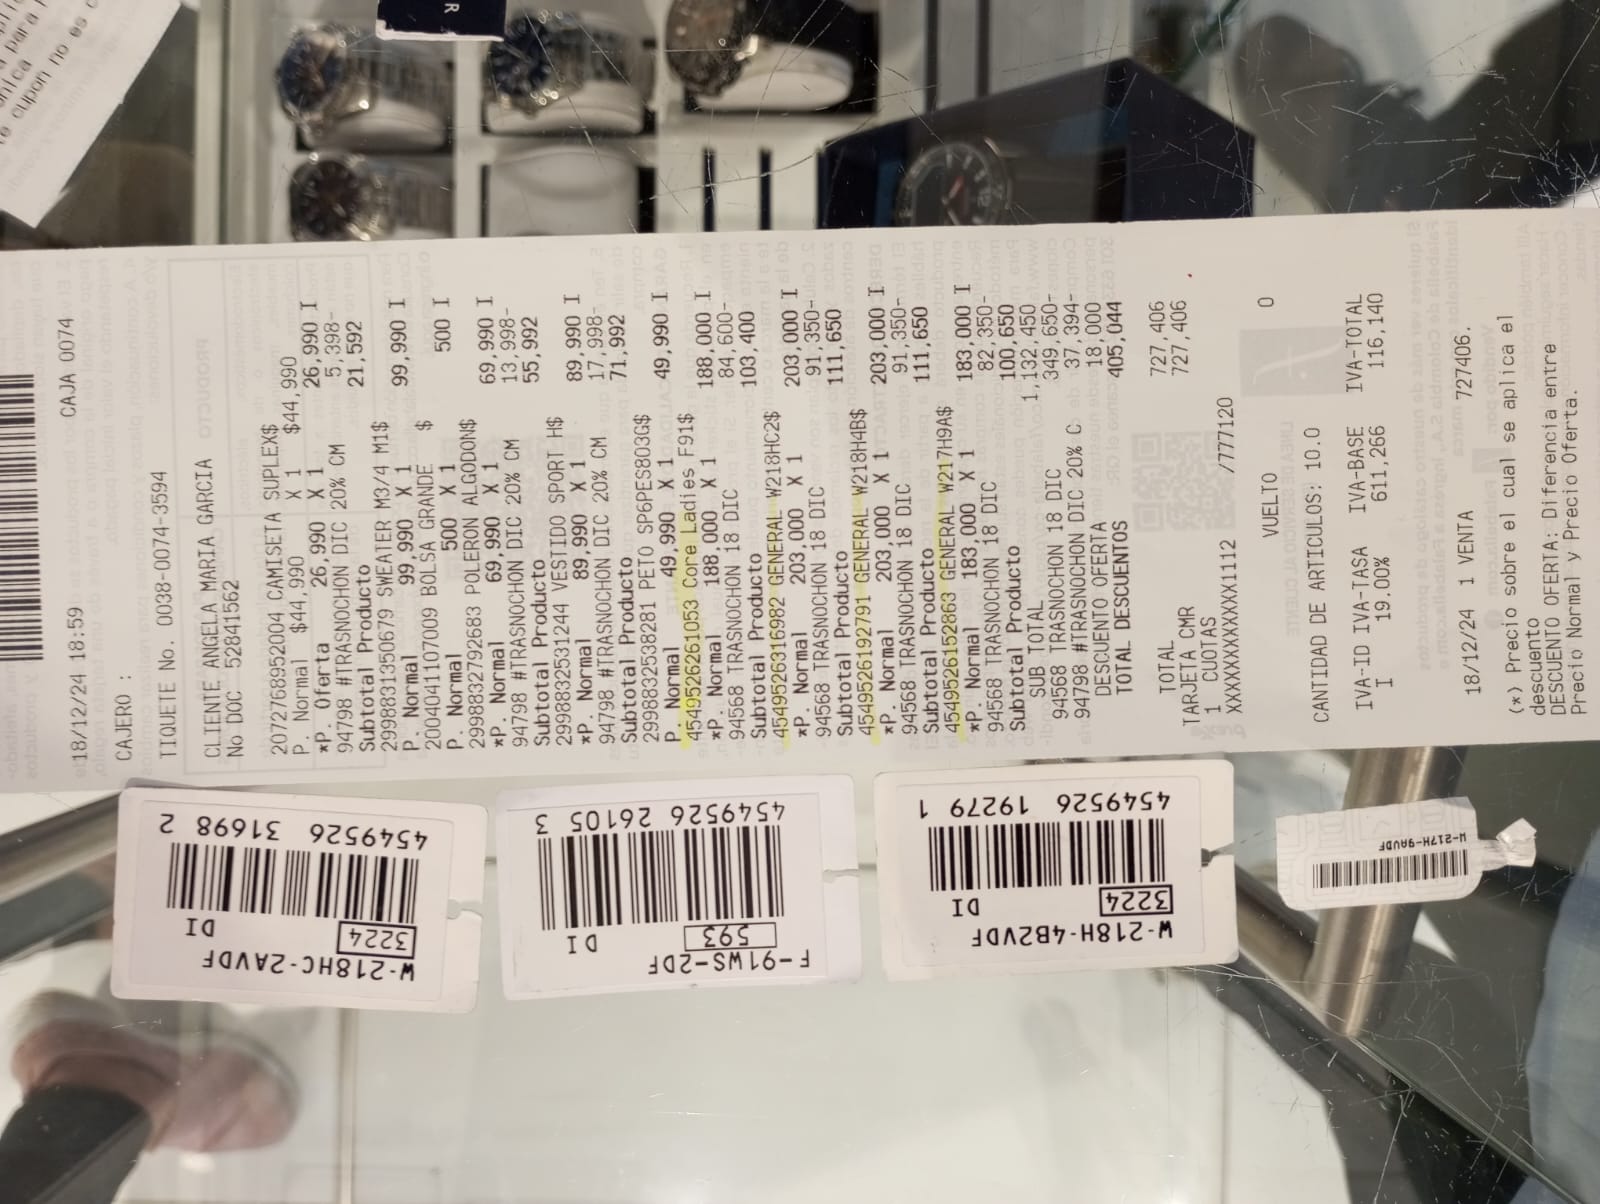 18/12/24 18:59 CAJA 0074
CAJERO :
TIQUETE No. 0038-0074-3594
CLIENTE ANGELA MARIA GARCIA
No DOC 52841562
2072768952004 CAMISETA SUPLEX$
P. Normal $44,990 X 1 $44,990
*P. Oferta 26,990 X 1 26,990 I
94798 #TRASNOCHON DIC 20% CM 5,398-
Subtotal Producto 21,592
2998831350679 SWEATER M3/4 M1$
P. Normal 99,990 X 1 99,990 I
2004041107009 BOLSA GRANDE $
P. Normal 500 X 1 500 I
2998832792683 POLERON ALGODON$
*P. Normal 69,990 X 1 69,990 I
94798 #TRASNOCHON DIC 20% CM 13,998-
Subtotal Producto 55,992
2998832531244 VESTIDO SPORT H$
*P. Normal 89,990 X 1 89,990 I
94798 #TRASNOCHON DIC 20% CM 17,998-
Subtotal Producto 71,992
2998832538281 PETO SP6PES803G$
P Normal 49,990 X 1 49,990 I
4549526261053 Core Ladies F91$
*P. Normal 188,000 X 1 188,000 I
94568 TRASNOCHON 18 DIC 84,600-
Subtotal Producto 103,400
4549526316982 GENERAL W218HC2$
*P. Normal 203,000 X 1 203,000 I
94568 TRASNOCHON 18 DIC 91,350-
Subtotal Producto 111,650
4549526192791 GENERAL W218H4B$
*P. Normal 203,000 X 1 203,000 I
94568 TRASNOCHON 18 DIC 91,350-
Subtotal Producto 111,650
4549526152863 GENERAL W217H9A$
*P. Normal 183,000 X 1 183,000 I
94568 TRASNOCHON 18 DIC 82,350-
Subtotal Producto 100,650
SUB TOTAL 1,132,450
94568 TRASNOCHON 18 DIC 349,650-
94798 #TRASNOCHON DIC 20% C 37,394-
DESCUENTO OFERTA 18,000
TOTAL DESCUENTOS 405,044
TOTAL 727,406
TARJETA CMR 727,406
1 CUOTAS
XXXXXXXXXXXX1112 /777120
VUELTO 0
CANTIDAD DE ARTICULOS: 10.0
IVA-ID IVA-TASA IVA-BASE IVA-TOTAL
I 19.00% 611,266 116,140
18/12/24 1 VENTA 727406.
(*) Precio sobre el cual se aplica el
descuento
DESCUENTO OFERTA: Diferencia entre
Precio Normal y Precio Oferta.
W-218HC-2AVDF
3224 DI
4549526 31698 2
F-91WS-2DF
593 DI
4549526 26105 3
W-218H-4B2VDF
3224 DI
4549526 19279 1
W-217H-9AVDF